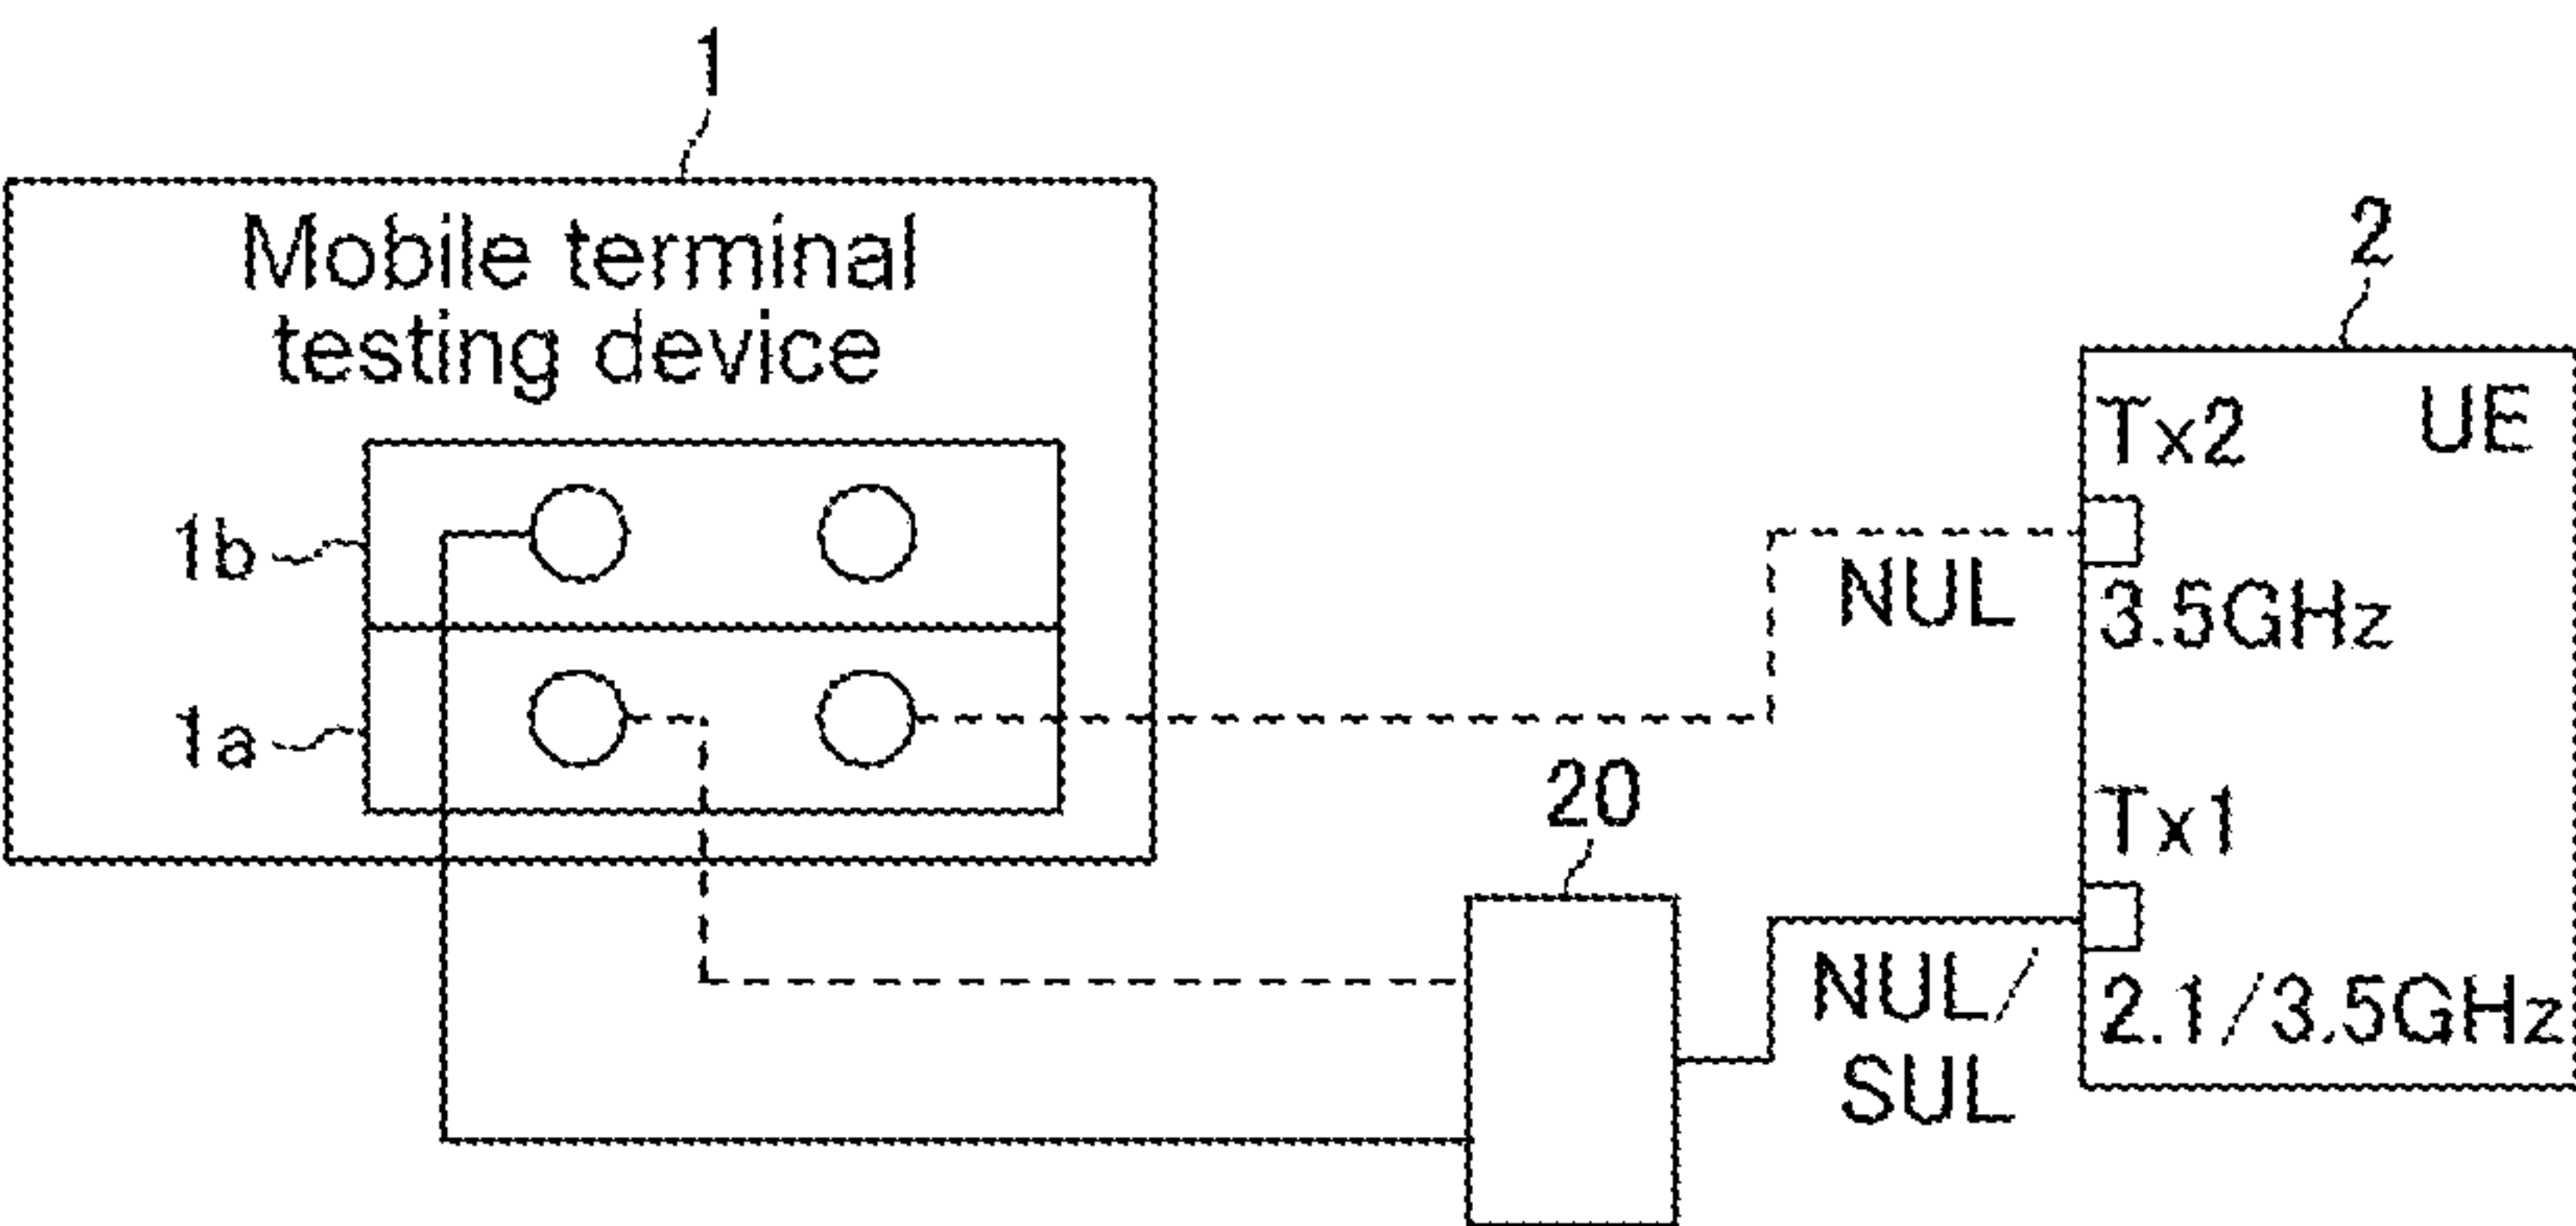 1
Mobile terminal
testing device
2
Tx2 UE
1b
NUL
3.5GHz
1a
20
Tx1
NUL/
2.1/3.5GHz
SUL